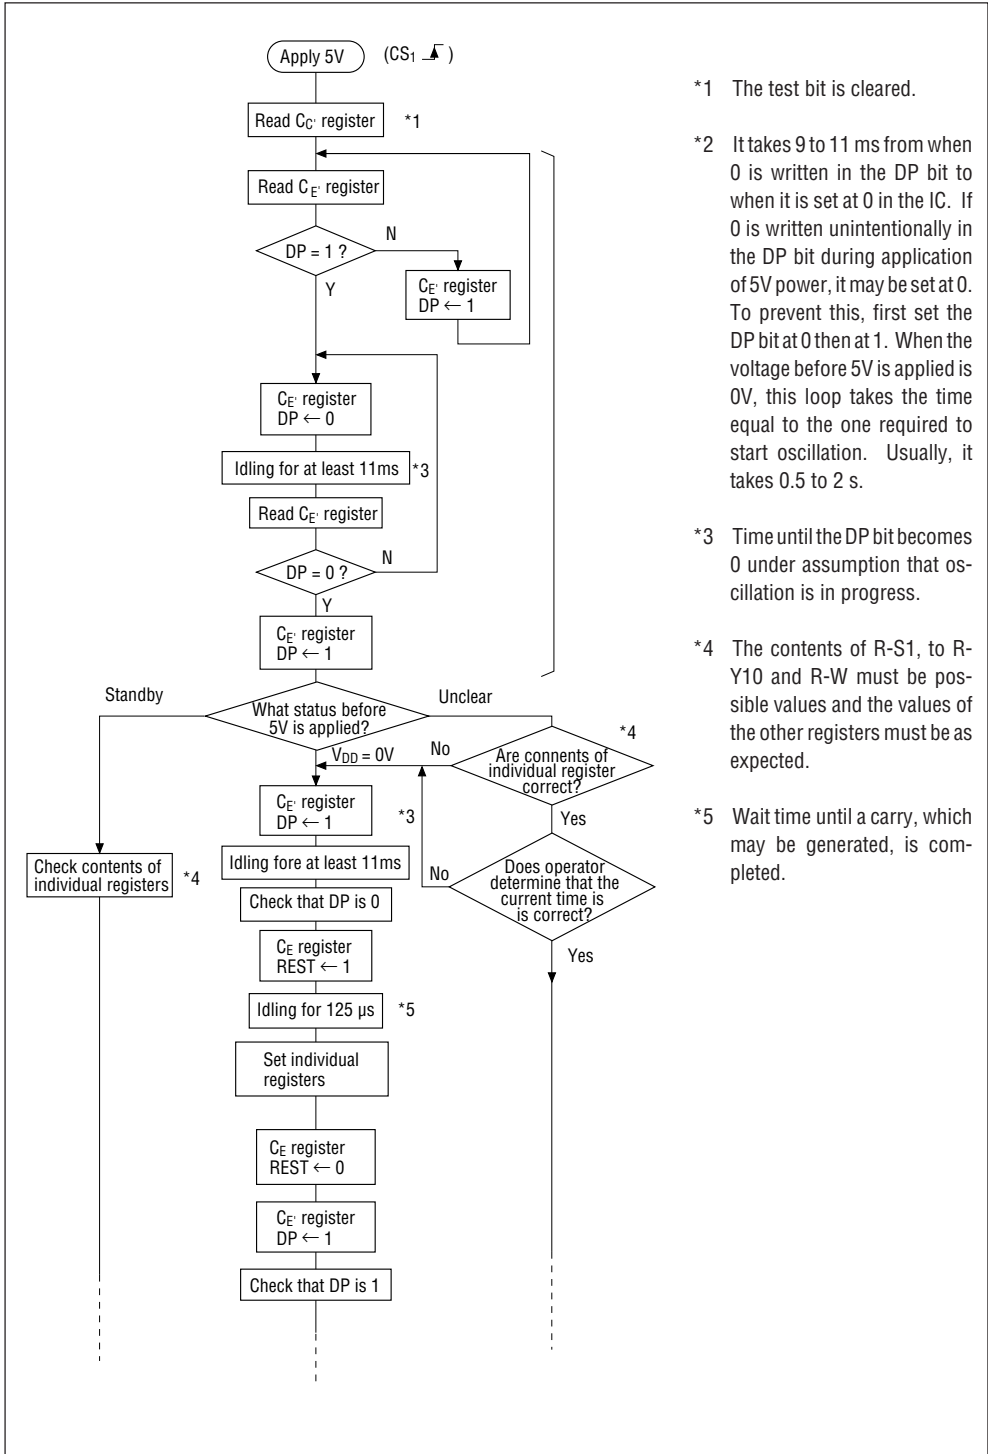 Apply 5V (CS1 )
Read CC' register *1
Read CE' register
DP = 1 ?
N
Y
CE' register
DP ← 1
CE' register
DP ← 0
Idling for at least 11ms *3
Read CE' register
DP = 0 ?
N
Y
CE' register
DP ← 1
Standby
What status before
5V is applied?
Unclear
VDD = 0V
No
*4
Are connents of
individual register
correct?
Yes
CE' register
DP ← 1
*3
Check contents of
individual registers
*4
Idling fore at least 11ms
No
Does operator
determine that the
current time is
is correct?
Yes
Check that DP is 0
CE register
REST ← 1
Idling for 125 µs *5
Set individual
registers
CE register
REST ← 0
CE' register
DP ← 1
Check that DP is 1
*1 The test bit is cleared.
*2 It takes 9 to 11 ms from when
0 is written in the DP bit to
when it is set at 0 in the IC. If
0 is written unintentionally in
the DP bit during application
of 5V power, it may be set at 0.
To prevent this, first set the
DP bit at 0 then at 1. When the
voltage before 5V is applied is
0V, this loop takes the time
equal to the one required to
start oscillation. Usually, it
takes 0.5 to 2 s.
*3 Time until the DP bit becomes
0 under assumption that os-
cillation is in progress.
*4 The contents of R-S1, to R-
Y10 and R-W must be pos-
sible values and the values of
the other registers must be as
expected.
*5 Wait time until a carry, which
may be generated, is com-
pleted.